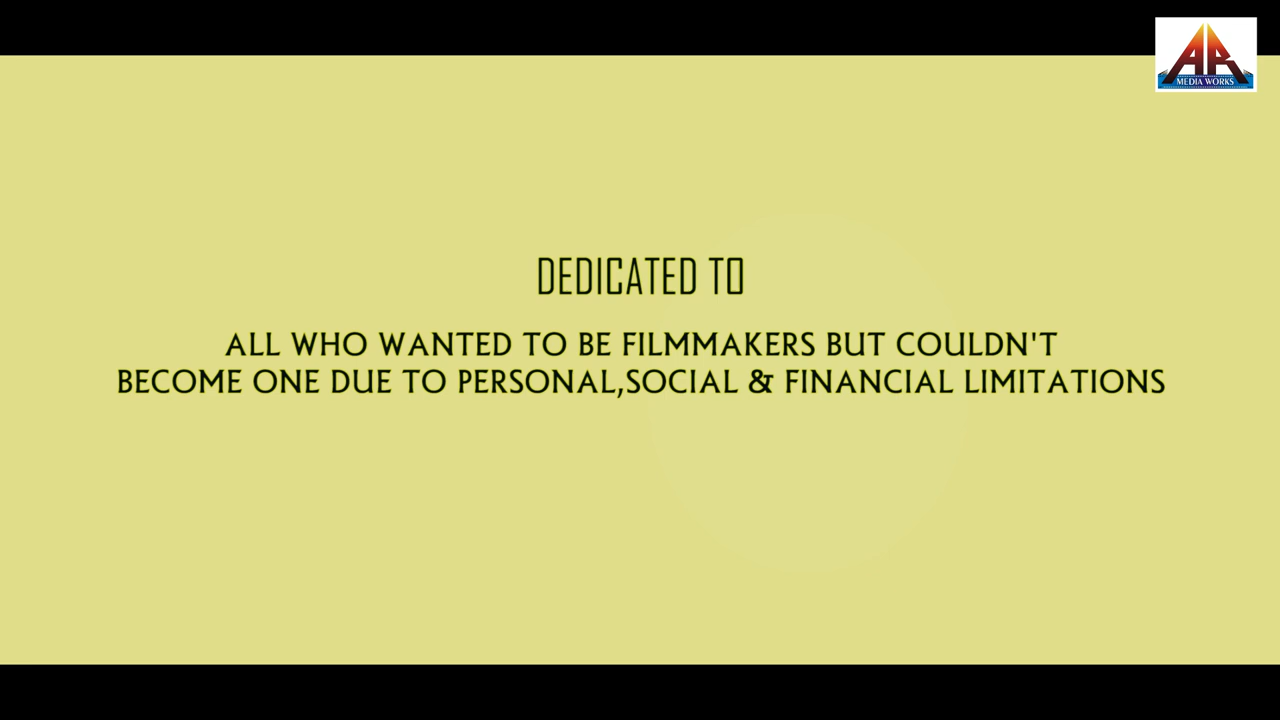 AR
MEDIA WORKS
DEDICATED TO
ALL WHO WANTED TO BE FILMMAKERS BUT COULDN'T
BECOME ONE DUE TO PERSONAL,SOCIAL & FINANCIAL LIMITATIONS